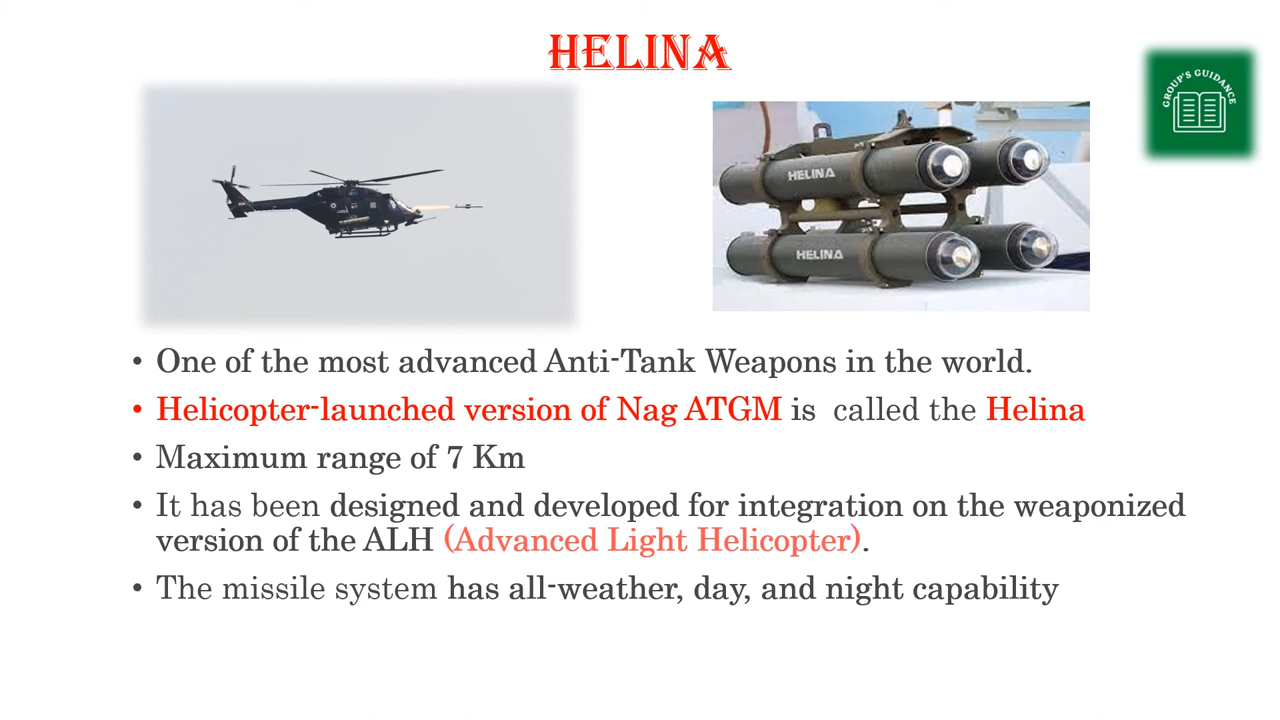 HELINA
GROUP'S GUIDANCE
HELINA
HELINA
• One of the most advanced Anti-Tank Weapons in the world.
• Helicopter-launched version of Nag ATGM is called the Helina
• Maximum range of 7 Km
• It has been designed and developed for integration on the weaponized
version of the ALH (Advanced Light Helicopter).
• The missile system has all-weather, day, and night capability